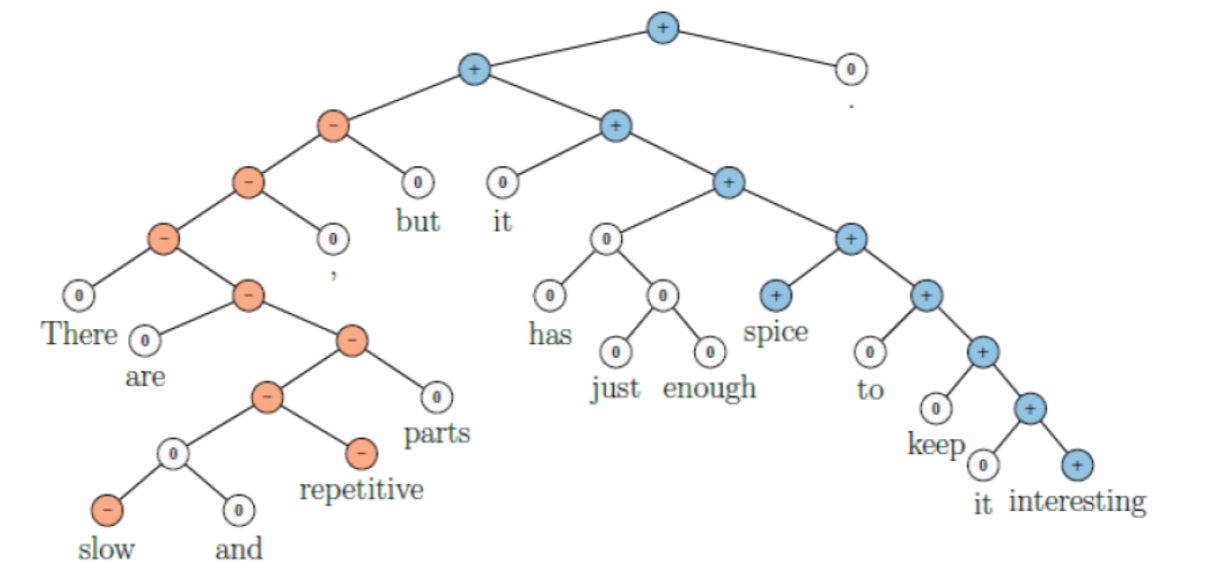 +
+ 0
.
- +
- 0 0 +
but it
- 0 0 +
,
0 - 0 0 + +
There has spice
0 - 0 0 0 +
are just enough to
- 0 0 +
parts keep
0 - 0 +
repetitive it interesting
- 0
slow and